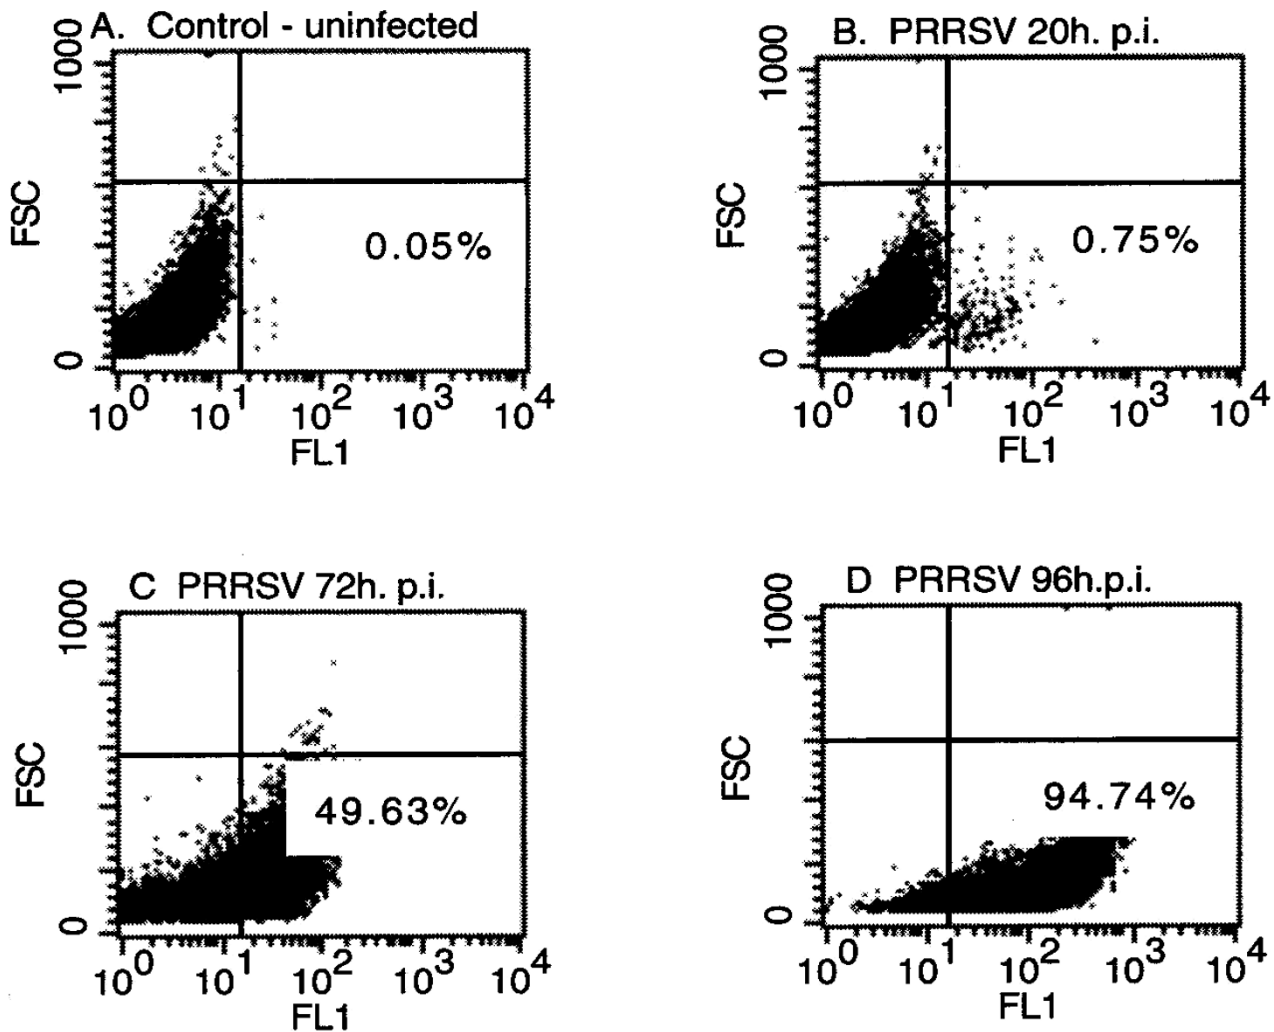 A. Control - uninfected
1000
FSC
0.05%
0
10^0 10^1 10^2 10^3 10^4
FL1
B. PRRSV 20h. p.i.
1000
FSC
0.75%
0
10^0 10^1 10^2 10^3 10^4
FL1
C PRRSV 72h. p.i.
1000
FSC
49.63%
0
10^0 10^1 10^2 10^3 10^4
FL1
D PRRSV 96h.p.i.
1000
FSC
94.74%
0
10^0 10^1 10^2 10^3 10^4
FL1